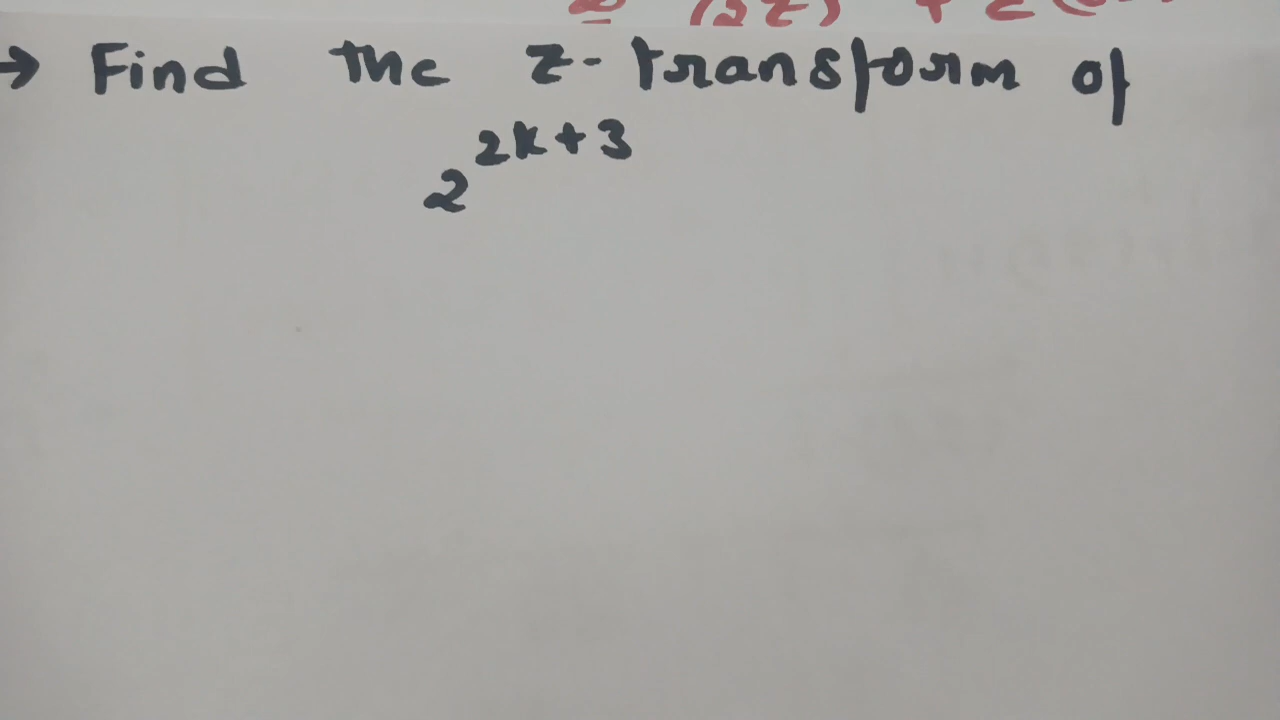 → Find the z-transform of
2^{2k+3}